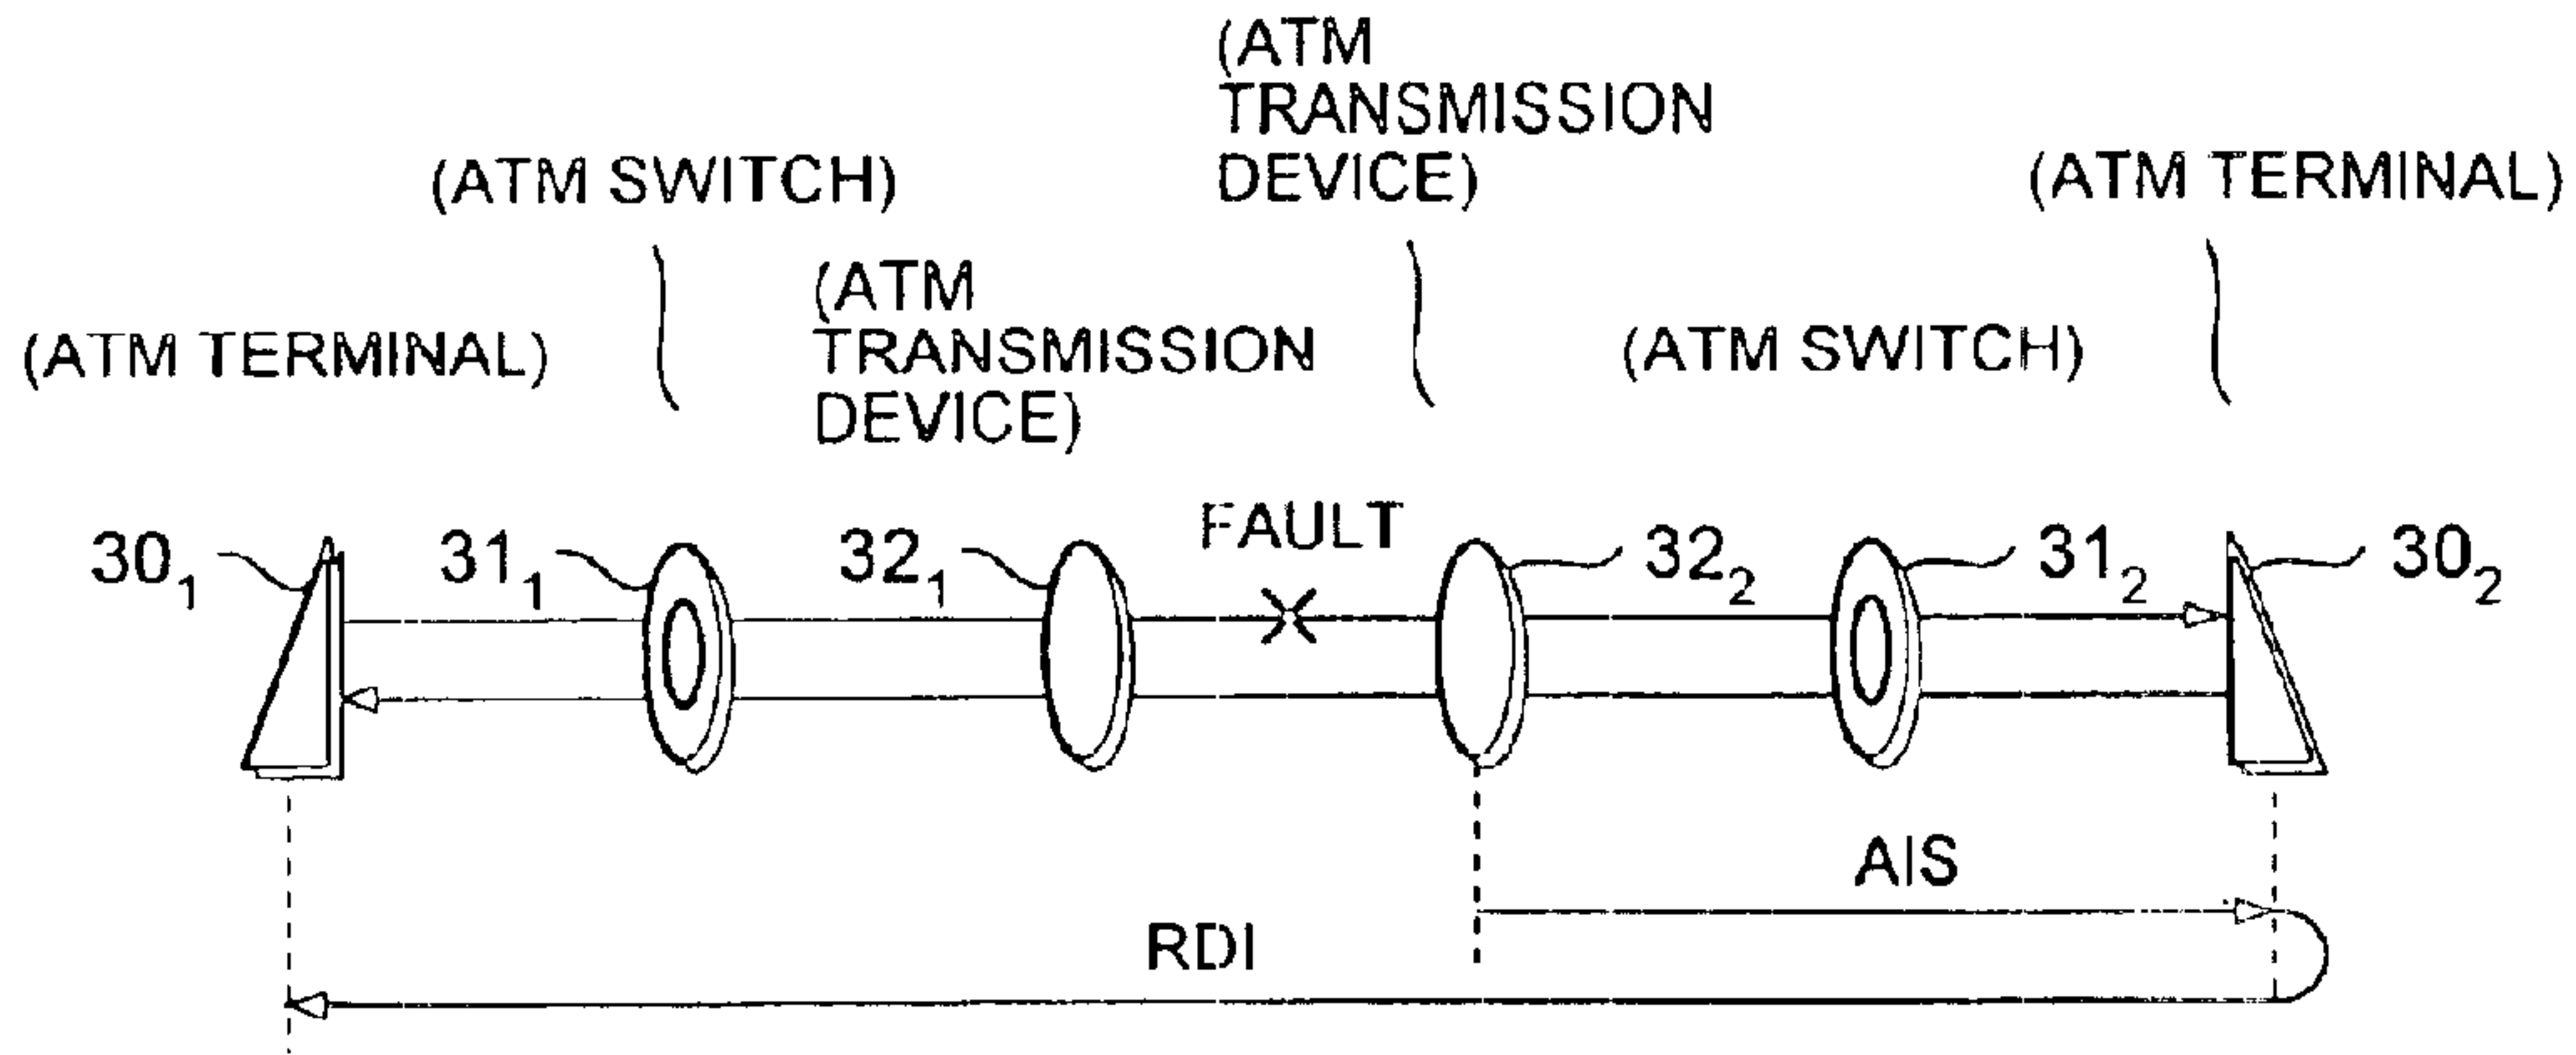 (ATM
TRANSMISSION
DEVICE)
(ATM SWITCH)
(ATM TERMINAL)
(ATM
TRANSMISSION
DEVICE)
(ATM TERMINAL)
(ATM SWITCH)
FAULT
30₁
31₁
32₁
32₂
31₂
30₂
AIS
RDI